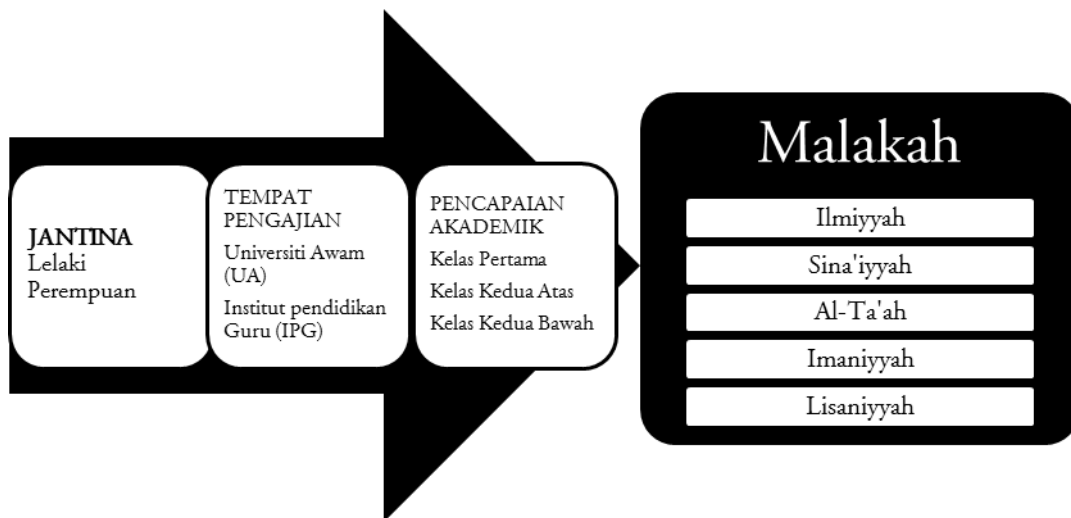 JANTINA
Lelaki
Perempuan
TEMPAT
PENGAJIAN
Universiti Awam
(UA)
Institut pendidikan
Guru (IPG)
PENCAPAIAN
AKADEMIK
Kelas Pertama
Kelas Kedua Atas
Kelas Kedua Bawah
Malakah
Ilmiyyah
Sina'iyyah
Al-Ta'ah
Imaniyyah
Lisaniyyah